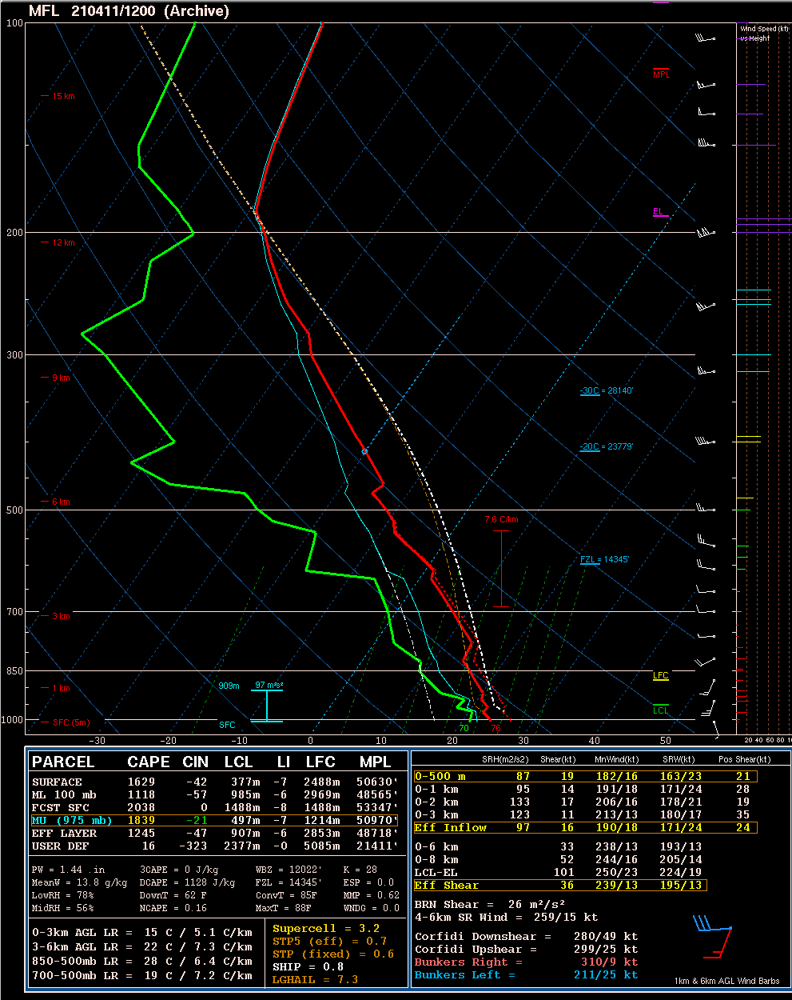 MFL 210411/1200 (Archive)
100
Wind Speed (kt)
vs Height
MPL
15 km
EL
200
12 km
300
9 km
-30C = 28140'
-20C = 23779'
6 km
500
7.6 C/km
FZL = 14345'
700
3 km
850
LFC
909m
97 m²s²
1 km
LCL
1000
SFC (5m)
SFC
70
76
-30
-20
-10
0
10
20
30
40
50
20 40 60 80
PARCEL CAPE CIN LCL LI LFC MPL
SURFACE 1629 -42 377m -7 2488m 50630'
ML 100 mb 1118 -57 985m -6 2969m 48565'
FCST SFC 2038 0 1488m -8 1488m 53347'
MU (975 mb) 1839 -21 497m -7 1214m 50970'
EFF LAYER 1245 -47 907m -6 2853m 48718'
USER DEF 16 -323 2377m -0 5085m 21411'
PW = 1.44 .in 3CAPE = 0 J/kg WBZ = 12022' K = 28
MeanW = 13.8 g/kg DCAPE = 1128 J/kg FZL = 14345' ESP = 0.0
LowRH = 78% DownT = 62 F ConvT = 85F MMP = 0.62
MidRH = 56% NCAPE = 0.16 MaxT = 88F WNDG = 0.0
0-3km AGL LR = 15 C / 5.1 C/km
3-6km AGL LR = 22 C / 7.3 C/km
850-500mb LR = 28 C / 6.4 C/km
700-500mb LR = 19 C / 7.2 C/km
Supercell = 3.2
STP5 (eff) = 0.7
STP (fixed) = 0.6
SHIP = 0.8
LGHAIL = 7.3
SRH(m2/s2) Shear(kt) MnWind(kt) SRW(kt) Pos Shear(kt)
0-500 m 87 19 182/16 163/23 21
0-1 km 95 14 191/18 171/24 28
0-2 km 133 17 206/16 178/21 19
0-3 km 123 11 213/13 180/17 35
Eff Inflow 97 16 190/18 171/24 24
0-6 km 33 238/13 193/13
0-8 km 52 244/16 205/14
LCL-EL 101 250/23 224/19
Eff Shear 36 239/13 195/13
BRN Shear = 26 m²/s²
4-6km SR Wind = 259/15 kt
Corfidi Downshear = 280/49 kt
Corfidi Upshear = 299/25 kt
Bunkers Right = 310/9 kt
Bunkers Left = 211/25 kt
1km & 6km AGL Wind Barbs